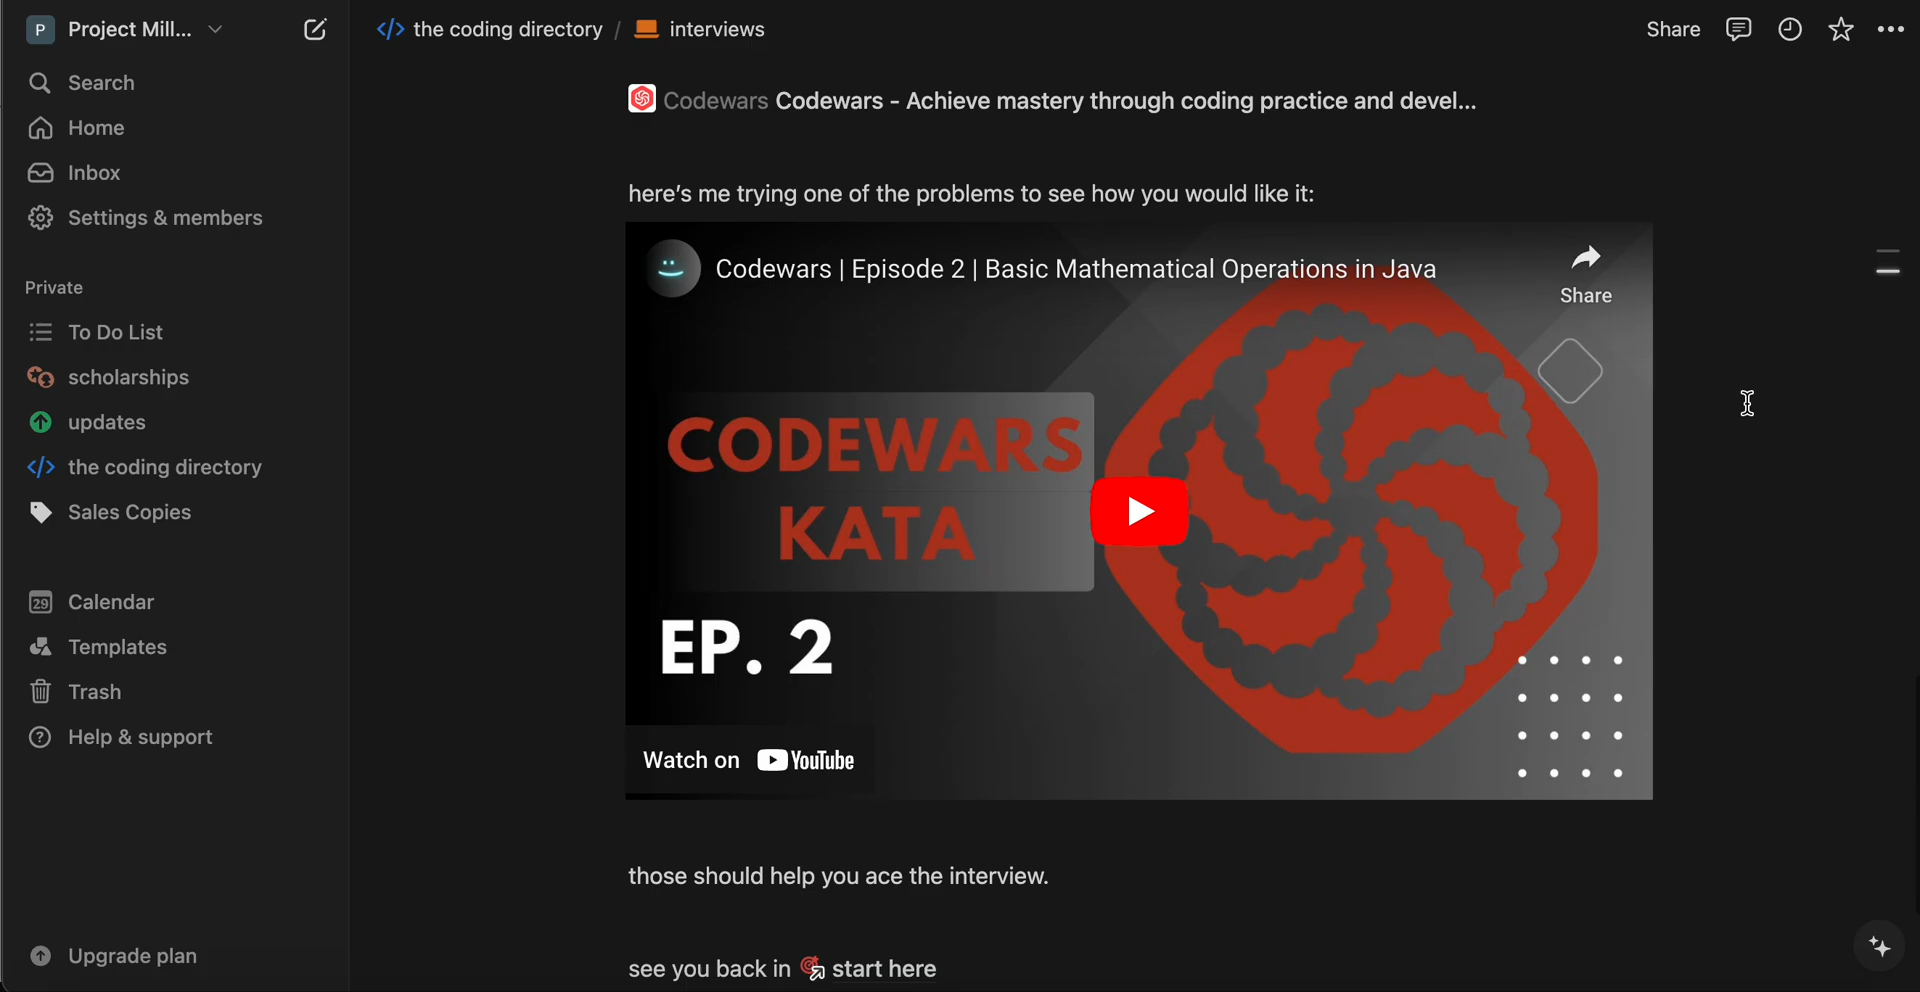 P Project Mill...
the coding directory / interviews
Share
Search
Home
Inbox
Settings & members
Private
To Do List
scholarships
updates
the coding directory
Sales Copies
29 Calendar
Templates
Trash
Help & support
Upgrade plan
Codewars Codewars - Achieve mastery through coding practice and devel...
here's me trying one of the problems to see how you would like it:
Codewars | Episode 2 | Basic Mathematical Operations in Java
Share
CODEWARS
KATA
EP. 2
Watch on YouTube
those should help you ace the interview.
see you back in start here